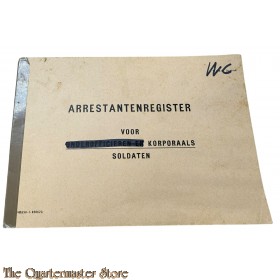 WC
ARRESTANTENREGISTER
VOOR
KORPORAALS
SOLDATEN
The Quartermaster Store